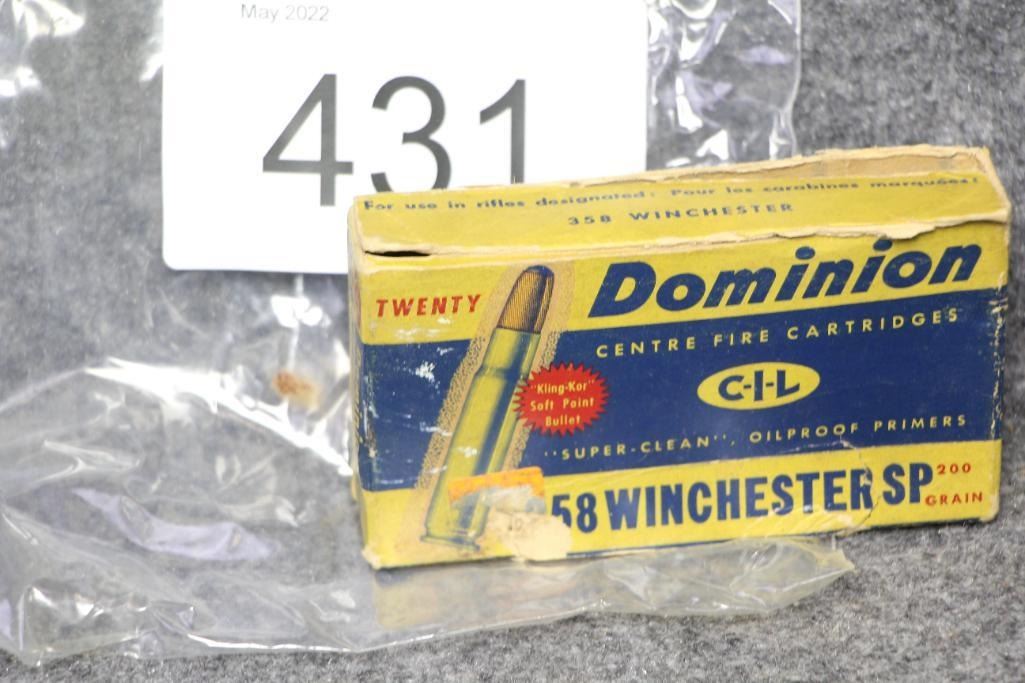 May 2022
431
For use in rifles designated: Pour les carabines marquées:
358 WINCHESTER
TWENTY
Dominion
CENTRE FIRE CARTRIDGES
"Kling-Kor"
Soft Point
Bullet
C-I-L
"SUPER-CLEAN", OILPROOF PRIMERS
58 WINCHESTER SP 200
GRAIN